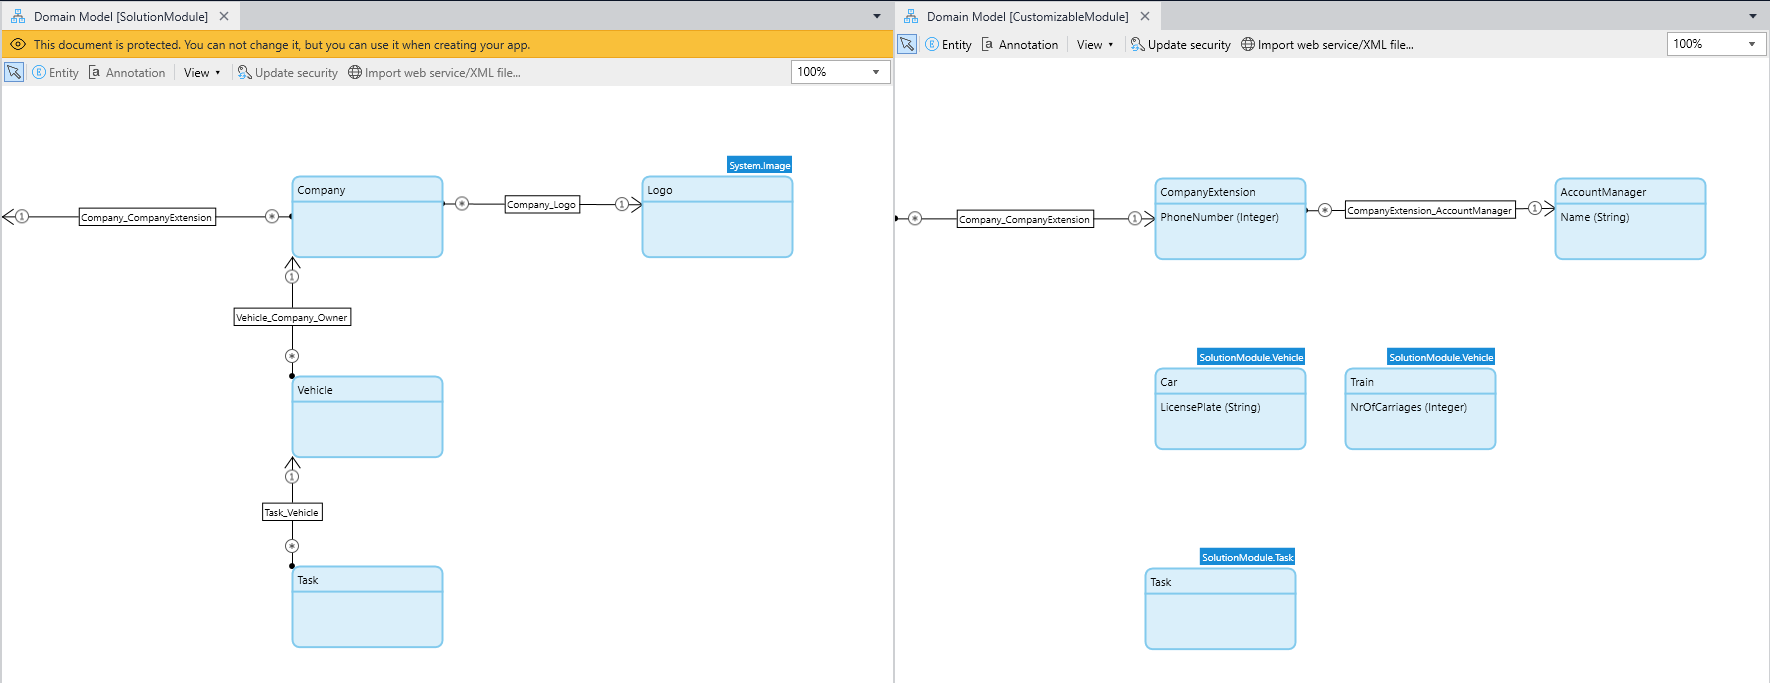 Domain Model [SolutionModule]
This document is protected. You can not change it, but you can use it when creating your app.
Entity Annotation View Update security Import web service/XML file... 100%
System.Image
Company
Logo
1 Company_CompanyExtension * * Company_Logo 1
1
Vehicle_Company_Owner
*
Vehicle
1
Task_Vehicle
*
Task
Domain Model [CustomizableModule]
Entity Annotation View Update security Import web service/XML file... 100%
CompanyExtension
PhoneNumber (Integer)
AccountManager
Name (String)
* Company_CompanyExtension 1 * CompanyExtension_AccountManager 1
SolutionModule.Vehicle
Car
LicensePlate (String)
SolutionModule.Vehicle
Train
NrOfCarriages (Integer)
SolutionModule.Task
Task